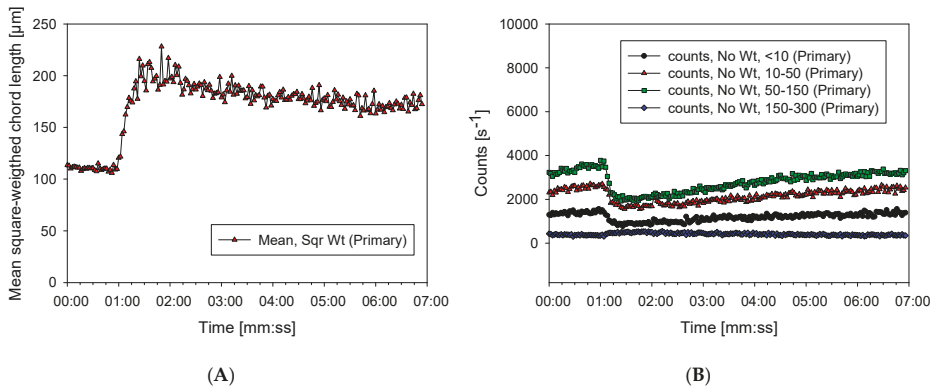 Mean square-weigthed chord length [µm]
250
200
150
100
50
0
Mean, Sqr Wt (Primary)
00:00 01:00 02:00 03:00 04:00 05:00 06:00 07:00
Time [mm:ss]
(A)
Counts [s⁻¹]
10000
8000
6000
4000
2000
0
counts, No Wt, <10 (Primary)
counts, No Wt, 10-50 (Primary)
counts, No Wt, 50-150 (Primary)
counts, No Wt, 150-300 (Primary)
00:00 01:00 02:00 03:00 04:00 05:00 06:00 07:00
Time [mm:ss]
(B)